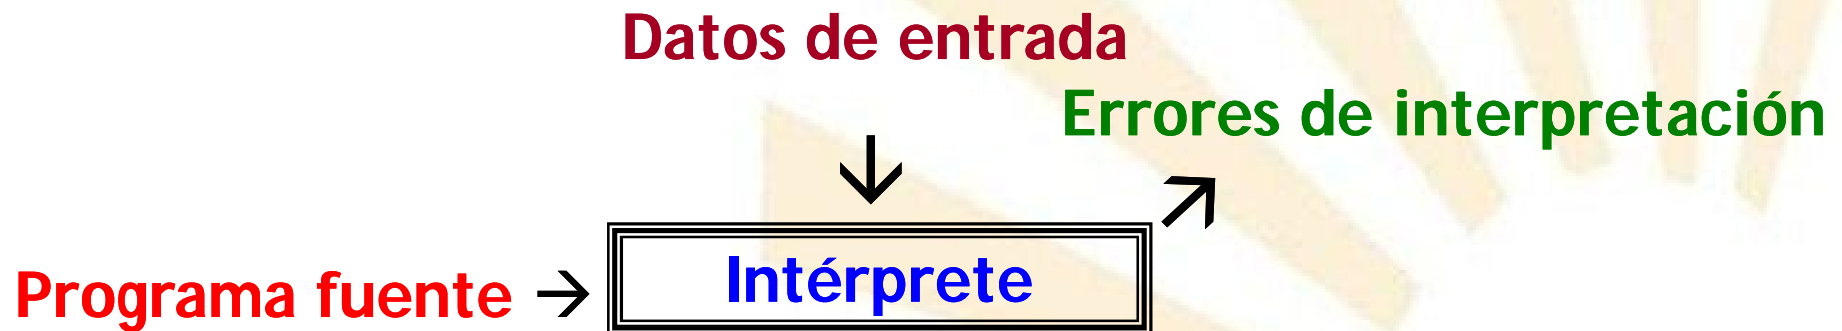 Datos de entrada
Errores de interpretación
Programa fuente →
Intérprete